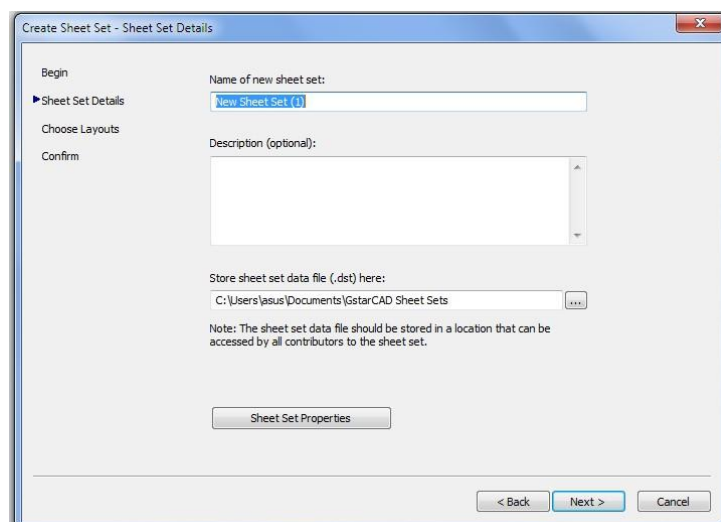 Create Sheet Set - Sheet Set Details
Begin
Sheet Set Details
Choose Layouts
Confirm
Name of new sheet set:
New Sheet Set (1)
Description (optional):
Store sheet set data file (.dst) here:
C:\Users\asus\Documents\GstarCAD Sheet Sets
...
Note: The sheet set data file should be stored in a location that can be
accessed by all contributors to the sheet set.
Sheet Set Properties
< Back
Next >
Cancel